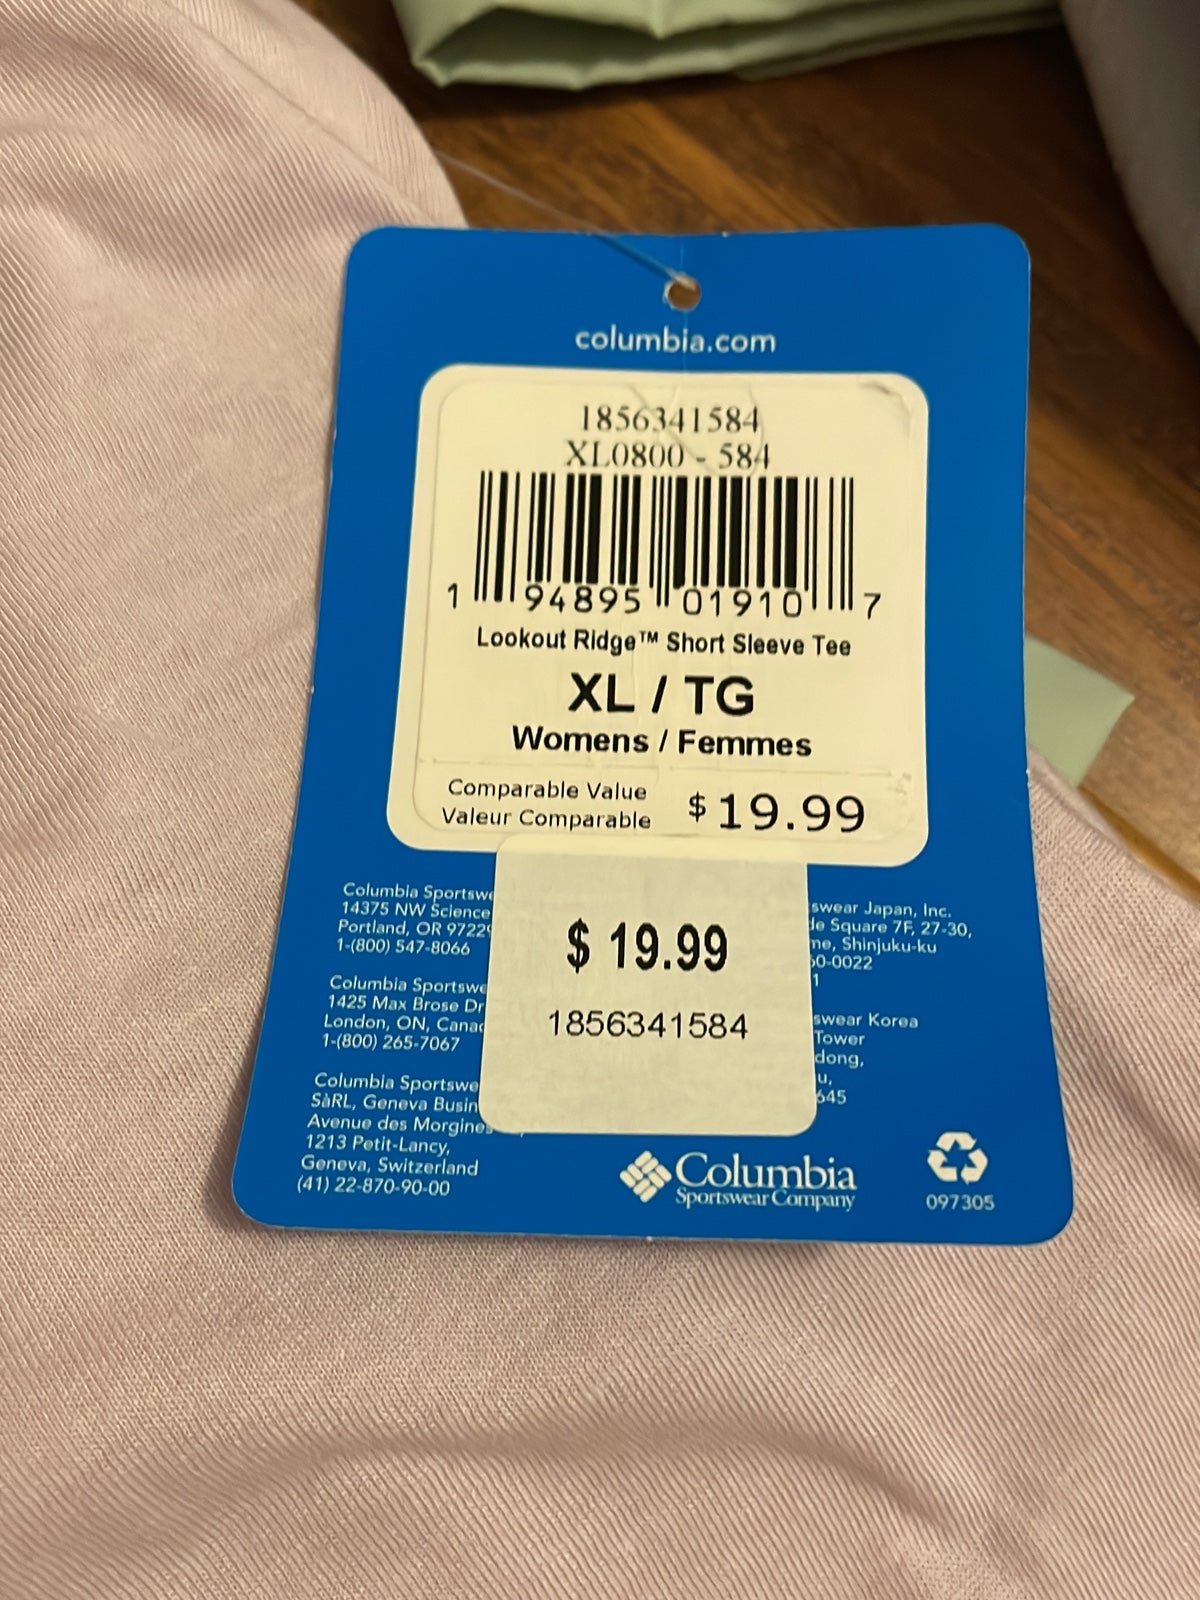 columbia.com
1856341584
XL0800 - 584
1 94895 01910 7
Lookout Ridge™ Short Sleeve Tee
XL / TG
Womens / Femmes
Comparable Value
Valeur Comparable
$ 19.99
$ 19.99
1856341584
Columbia Sportswe
14375 NW Science
Portland, OR 97229
1-(800) 547-8066
Columbia Sportswe
1425 Max Brose Dr
London, ON, Canad
1-(800) 265-7067
Columbia Sportswe
SàRL, Geneva Busin
Avenue des Morgines
1213 Petit-Lancy,
Geneva, Switzerland
(41) 22-870-90-00
swear Japan, Inc.
Square 7F, 27-30,
Shinjuku-ku
0-0022
1
swear Korea
Tower
dong,
u,
645
Columbia
Sportswear Company
097305